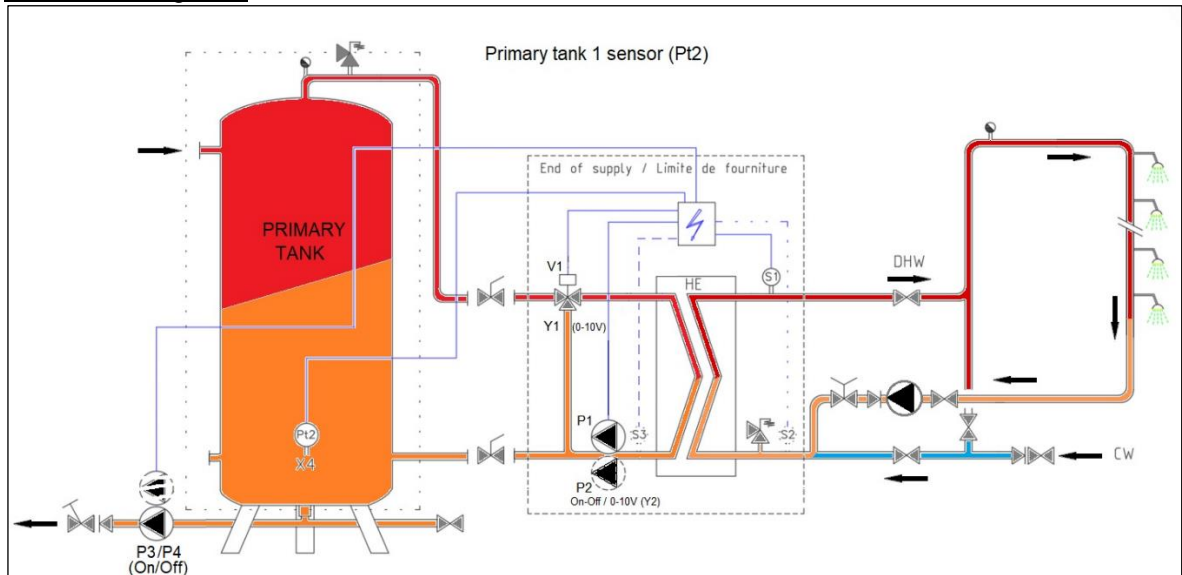 Primary tank 1 sensor (Pt2)
End of supply / Limite de fourniture
PRIMARY
TANK
V1
S1
HE
DHW
Y1 (0-10V)
P1
S3
S2
Pt2
X4
P2
On-Off / 0-10V (Y2)
CW
P3/P4
(On/Off)